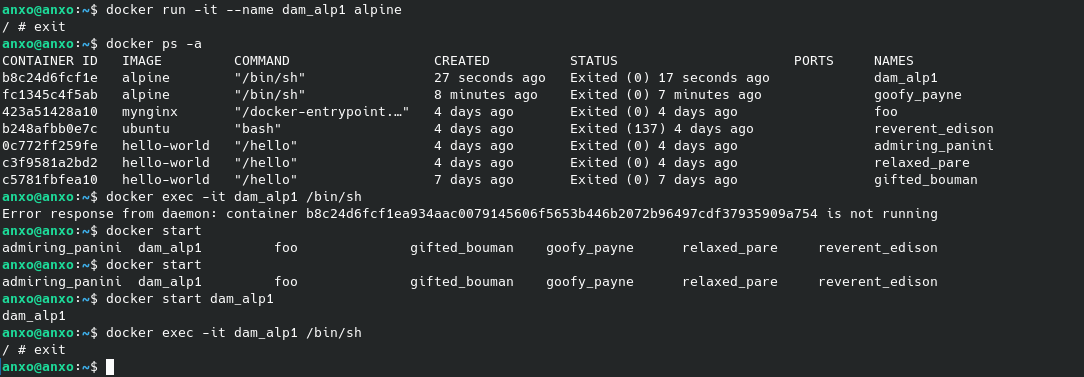 anxo@anxo:~$ docker run -it --name dam_alp1 alpine
/ # exit
anxo@anxo:~$ docker ps -a
CONTAINER ID   IMAGE         COMMAND                  CREATED          STATUS                      PORTS     NAMES
b8c24d6fcf1e   alpine        "/bin/sh"                27 seconds ago   Exited (0) 17 seconds ago             dam_alp1
fc1345c4f5ab   alpine        "/bin/sh"                8 minutes ago    Exited (0) 7 minutes ago              goofy_payne
423a51428a10   mynginx       "/docker-entrypoint.…"   4 days ago       Exited (0) 4 days ago                 foo
b248afbb0e7c   ubuntu        "bash"                   4 days ago       Exited (137) 4 days ago               reverent_edison
0c772ff259fe   hello-world   "/hello"                 4 days ago       Exited (0) 4 days ago                 admiring_panini
c3f9581a2bd2   hello-world   "/hello"                 4 days ago       Exited (0) 4 days ago                 relaxed_pare
c5781fbfea10   hello-world   "/hello"                 7 days ago       Exited (0) 7 days ago                 gifted_bouman
anxo@anxo:~$ docker exec -it dam_alp1 /bin/sh
Error response from daemon: container b8c24d6fcf1ea934aac0079145606f5653b446b2072b96497cdf37935909a754 is not running
anxo@anxo:~$ docker start
admiring_panini  dam_alp1         foo              gifted_bouman    goofy_payne      relaxed_pare     reverent_edison
anxo@anxo:~$ docker start
admiring_panini  dam_alp1         foo              gifted_bouman    goofy_payne      relaxed_pare     reverent_edison
anxo@anxo:~$ docker start dam_alp1
dam_alp1
anxo@anxo:~$ docker exec -it dam_alp1 /bin/sh
/ # exit
anxo@anxo:~$